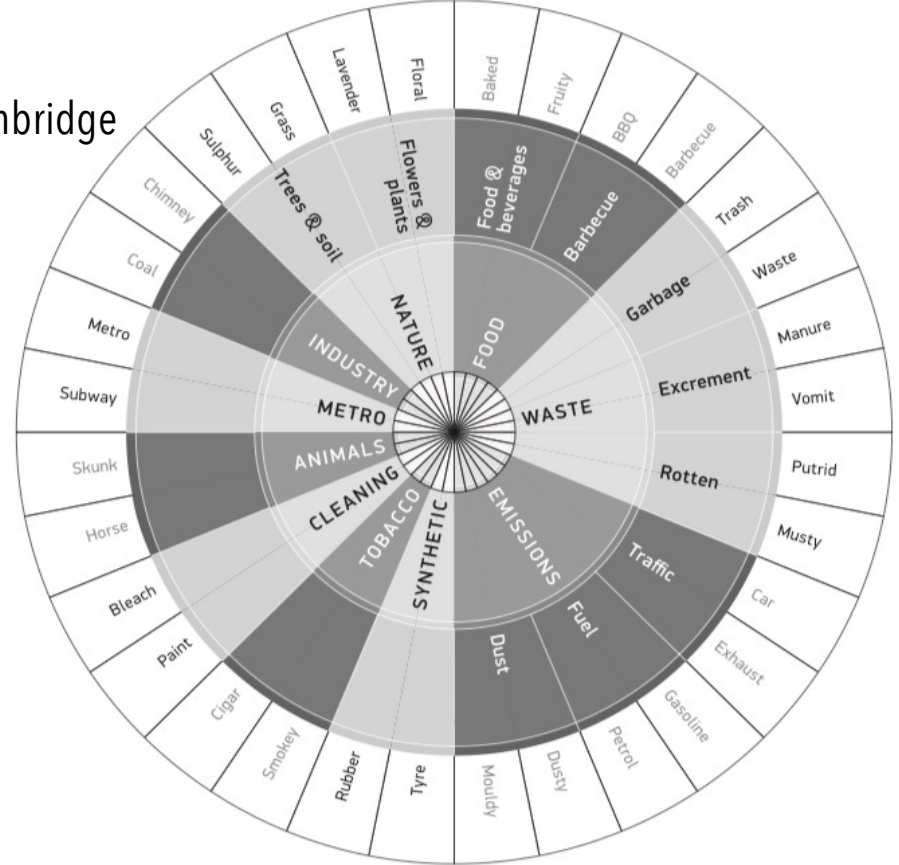 nbridge
Baked
Fruity
BBQ
Barbecue
Trash
Waste
Manure
Vomit
Putrid
Musty
Car
Exhaust
Gasoline
Petrol
Dusty
Mouldy
Tyre
Rubber
Smokey
Cigar
Paint
Bleach
Horse
Skunk
Subway
Metro
Coal
Chimney
Sulphur
Grass
Lavender
Floral
Food &
beverages
Barbecue
Garbage
Excrement
Rotten
Traffic
Fuel
Dust
Trees & soil
Flowers &
plants
FOOD
WASTE
EMISSIONS
SYNTHETIC
TOBACCO
CLEANING
ANIMALS
METRO
INDUSTRY
NATURE